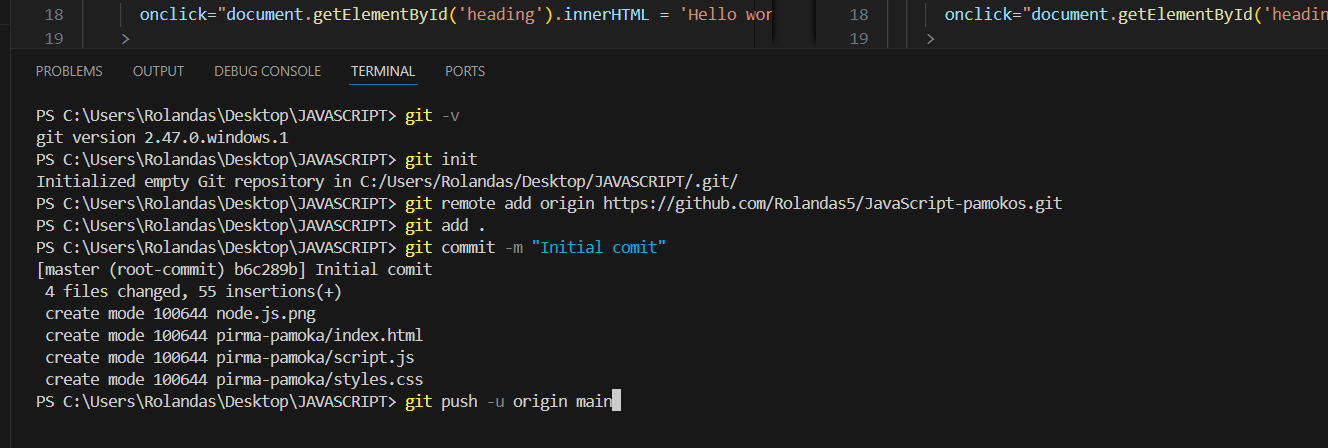 18 onclick="document.getElementById('heading').innerHTML = 'Hello wor
19 >
18 onclick="document.getElementById('headin
19 >
PROBLEMS OUTPUT DEBUG CONSOLE TERMINAL PORTS
PS C:\Users\Rolandas\Desktop\JAVASCRIPT> git -v
git version 2.47.0.windows.1
PS C:\Users\Rolandas\Desktop\JAVASCRIPT> git init
Initialized empty Git repository in C:/Users/Rolandas/Desktop/JAVASCRIPT/.git/
PS C:\Users\Rolandas\Desktop\JAVASCRIPT> git remote add origin https://github.com/Rolandas5/JavaScript-pamokos.git
PS C:\Users\Rolandas\Desktop\JAVASCRIPT> git add .
PS C:\Users\Rolandas\Desktop\JAVASCRIPT> git commit -m "Initial comit"
[master (root-commit) b6c289b] Initial comit
 4 files changed, 55 insertions(+)
 create mode 100644 node.js.png
 create mode 100644 pirma-pamoka/index.html
 create mode 100644 pirma-pamoka/script.js
 create mode 100644 pirma-pamoka/styles.css
PS C:\Users\Rolandas\Desktop\JAVASCRIPT> git push -u origin main